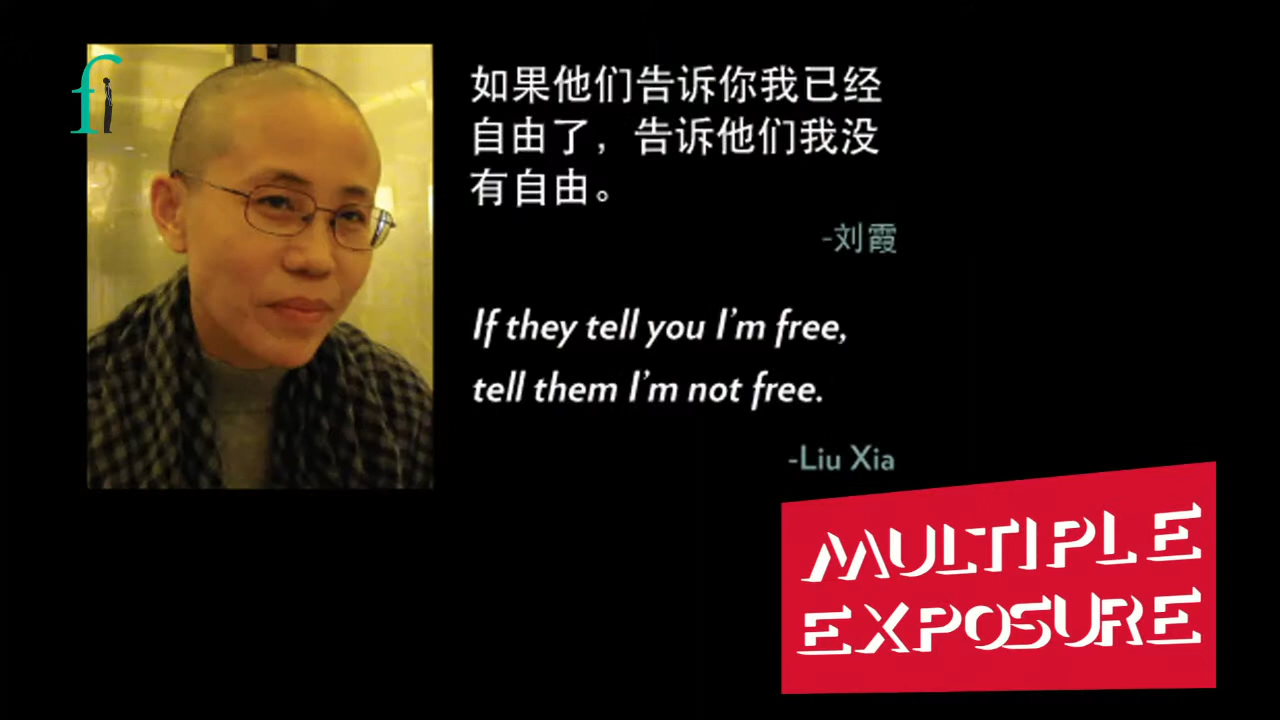 fi
如果他们告诉你我已经
自由了，告诉他们我没
有自由。
-刘霞
If they tell you I'm free,
tell them I'm not free.
-Liu Xia
MULTIPLE
EXPOSURE